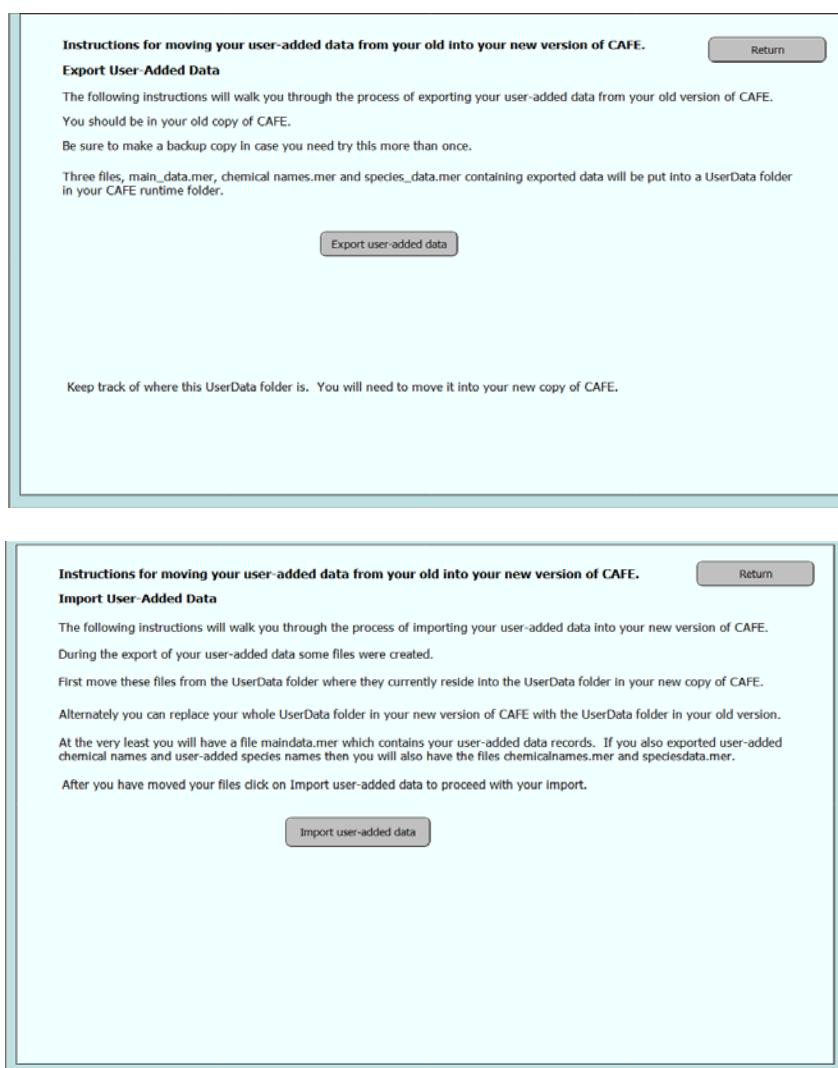 Instructions for moving your user-added data from your old into your new version of CAFE.
Return
Export User-Added Data
The following instructions will walk you through the process of exporting your user-added data from your old version of CAFE.
You should be in your old copy of CAFE.
Be sure to make a backup copy in case you need try this more than once.
Three files, main_data.mer, chemical names.mer and species_data.mer containing exported data will be put into a UserData folder
in your CAFE runtime folder.
Export user-added data
Keep track of where this UserData folder is. You will need to move it into your new copy of CAFE.
Instructions for moving your user-added data from your old into your new version of CAFE.
Return
Import User-Added Data
The following instructions will walk you through the process of importing your user-added data into your new version of CAFE.
During the export of your user-added data some files were created.
First move these files from the UserData folder where they currently reside into the UserData folder in your new copy of CAFE.
Alternately you can replace your whole UserData folder in your new version of CAFE with the UserData folder in your old version.
At the very least you will have a file maindata.mer which contains your user-added data records. If you also exported user-added
chemical names and user-added species names then you will also have the files chemicalnames.mer and speciesdata.mer.
After you have moved your files click on Import user-added data to proceed with your import.
Import user-added data